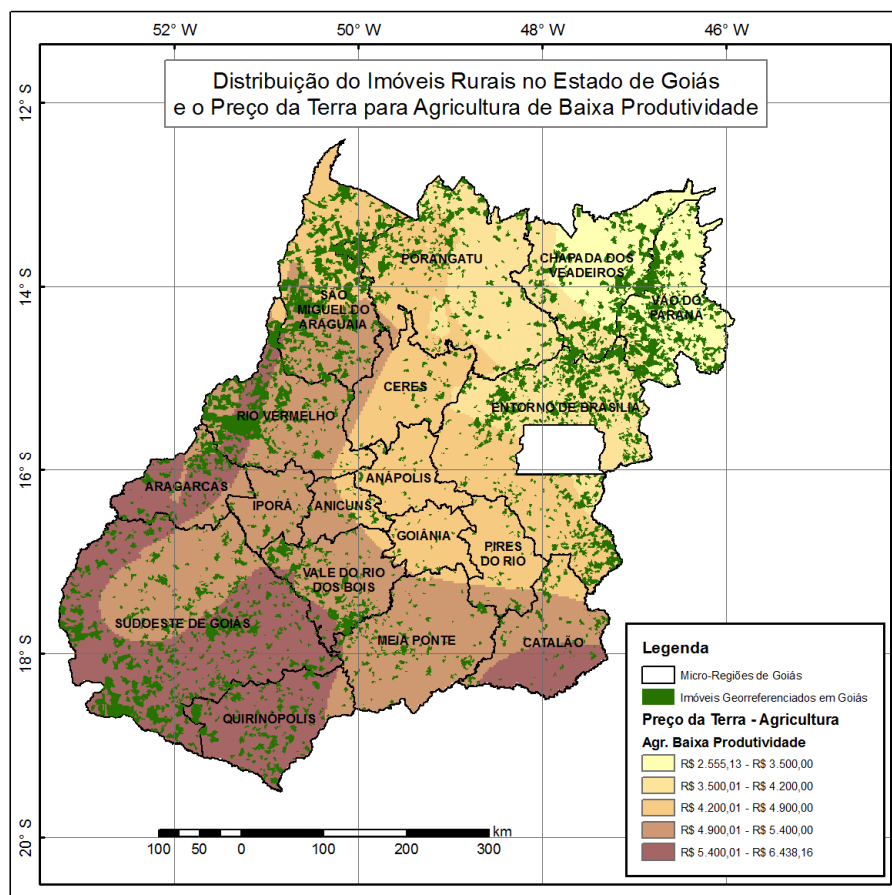 52° W
50° W
48° W
46° W
Distribuição do Imóveis Rurais no Estado de Goiás
e o Preço da Terra para Agricultura de Baixa Produtividade
12° S
14° S
16° S
18° S
20° S
PORANGATU
CHAPADA DOS
VEADEIROS
VÃO DO
PARANÃ
SÃO
MIGUEL DO
ARAGUAIA
CERES
RIO VERMELHO
ENTORNO DE BRASILIA
ARAGARCAS
ANÁPOLIS
IPORÁ
ANICUNS
GOIÂNIA
PIRES
DO RIO
VALE DO RIO
DOS BOIS
SUDOESTE DE GOIÁS
MEIA PONTE
CATALÃO
QUIRINÓPOLIS
Legenda
Micro-Regiões de Goiás
Imóveis Georreferenciados em Goiás
Preço da Terra - Agricultura
Agr. Baixa Produtividade
R$ 2.555,13 - R$ 3.500,00
R$ 3.500,01 - R$ 4.200,00
R$ 4.200,01 - R$ 4.900,00
R$ 4.900,01 - R$ 5.400,00
R$ 5.400,01 - R$ 6.438,16
km
100 50 0 100 200 300